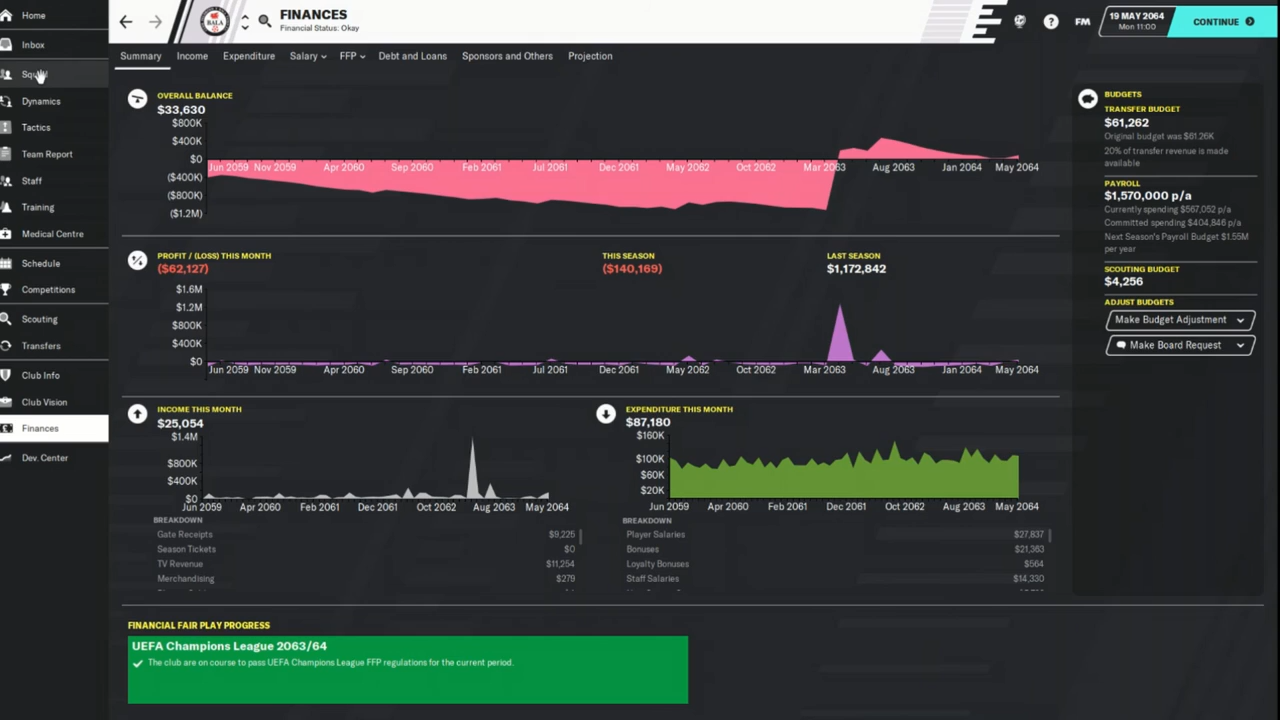 Home
Inbox
Dynamics
Tactics
Team Report
Staff
Training
Medical Centre
Schedule
Competitions
Scouting
Transfers
Club Info
Club Vision
Finances
Dev. Center
BALA
FINANCES
Financial Status: Okay
FM
19 MAY 2064
Mon 11:00
CONTINUE
Summary
Income
Expenditure
Salary
FFP
Debt and Loans
Sponsors and Others
Projection
OVERALL BALANCE
$33,630
$800K
$400K
$0
($400K)
($800K)
($1.2M)
Jun 2059 Nov 2059 Apr 2060 Sep 2060 Feb 2061 Jul 2061 Dec 2061 May 2062 Oct 2062 Mar 2063 Aug 2063 Jan 2064 May 2064
PROFIT / (LOSS) THIS MONTH
($62,127)
THIS SEASON
($140,169)
LAST SEASON
$1,172,842
$1.6M
$1.2M
$800K
$400K
$0
Jun 2059 Nov 2059 Apr 2060 Sep 2060 Feb 2061 Jul 2061 Dec 2061 May 2062 Oct 2062 Mar 2063 Aug 2063 Jan 2064 May 2064
INCOME THIS MONTH
$25,054
$1.4M
$800K
$400K
$0
Jun 2059 Apr 2060 Feb 2061 Dec 2061 Oct 2062 Aug 2063 May 2064
BREAKDOWN
Gate Receipts $9,225
Season Tickets $0
TV Revenue $11,254
Merchandising $279
EXPENDITURE THIS MONTH
$87,180
$160K
$100K
$60K
$20K
Jun 2059 Apr 2060 Feb 2061 Dec 2061 Oct 2062 Aug 2063 May 2064
BREAKDOWN
Player Salaries $27,837
Bonuses $21,363
Loyalty Bonuses $564
Staff Salaries $14,330
FINANCIAL FAIR PLAY PROGRESS
UEFA Champions League 2063/64
The club are on course to pass UEFA Champions League FFP regulations for the current period.
BUDGETS
TRANSFER BUDGET
$61,262
Original budget was $61.26K
20% of transfer revenue is made
available
PAYROLL
$1,570,000 p/a
Currently spending $567,052 p/a
Committed spending $404,846 p/a
Next Season's Payroll Budget $1.55M
per year
SCOUTING BUDGET
$4,256
ADJUST BUDGETS
Make Budget Adjustment
Make Board Request